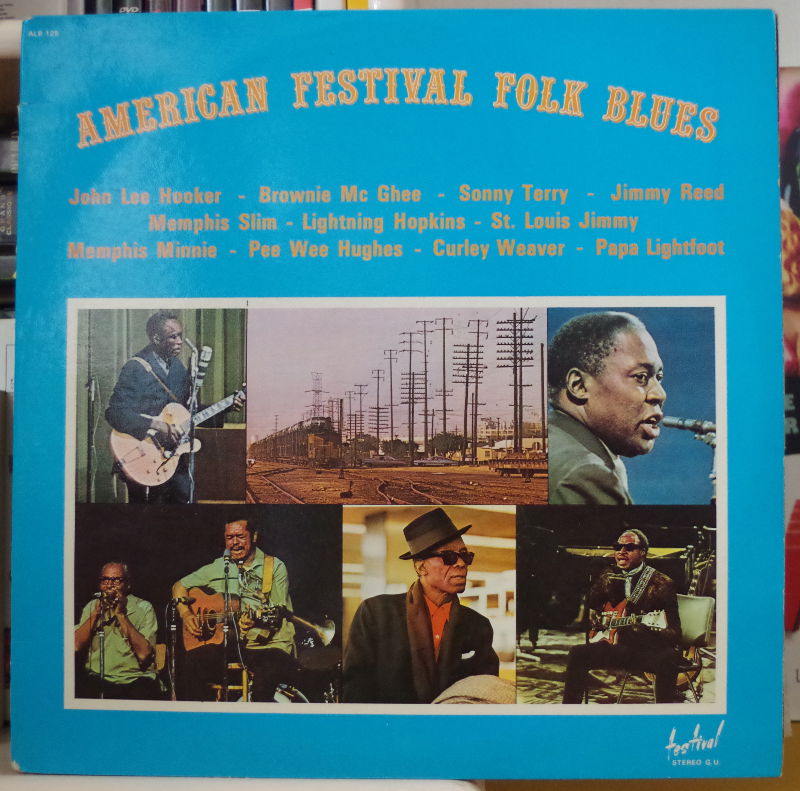 DVD
ALB 125
AMERICAN FESTIVAL FOLK BLUES
John Lee Hooker - Brownie Mc Ghee - Sonny Terry - Jimmy Reed
Memphis Slim - Lightning Hopkins - St. Louis Jimmy
Memphis Minnie - Pee Wee Hughes - Curley Weaver - Papa Lightfoot
festival
STEREO G.U.